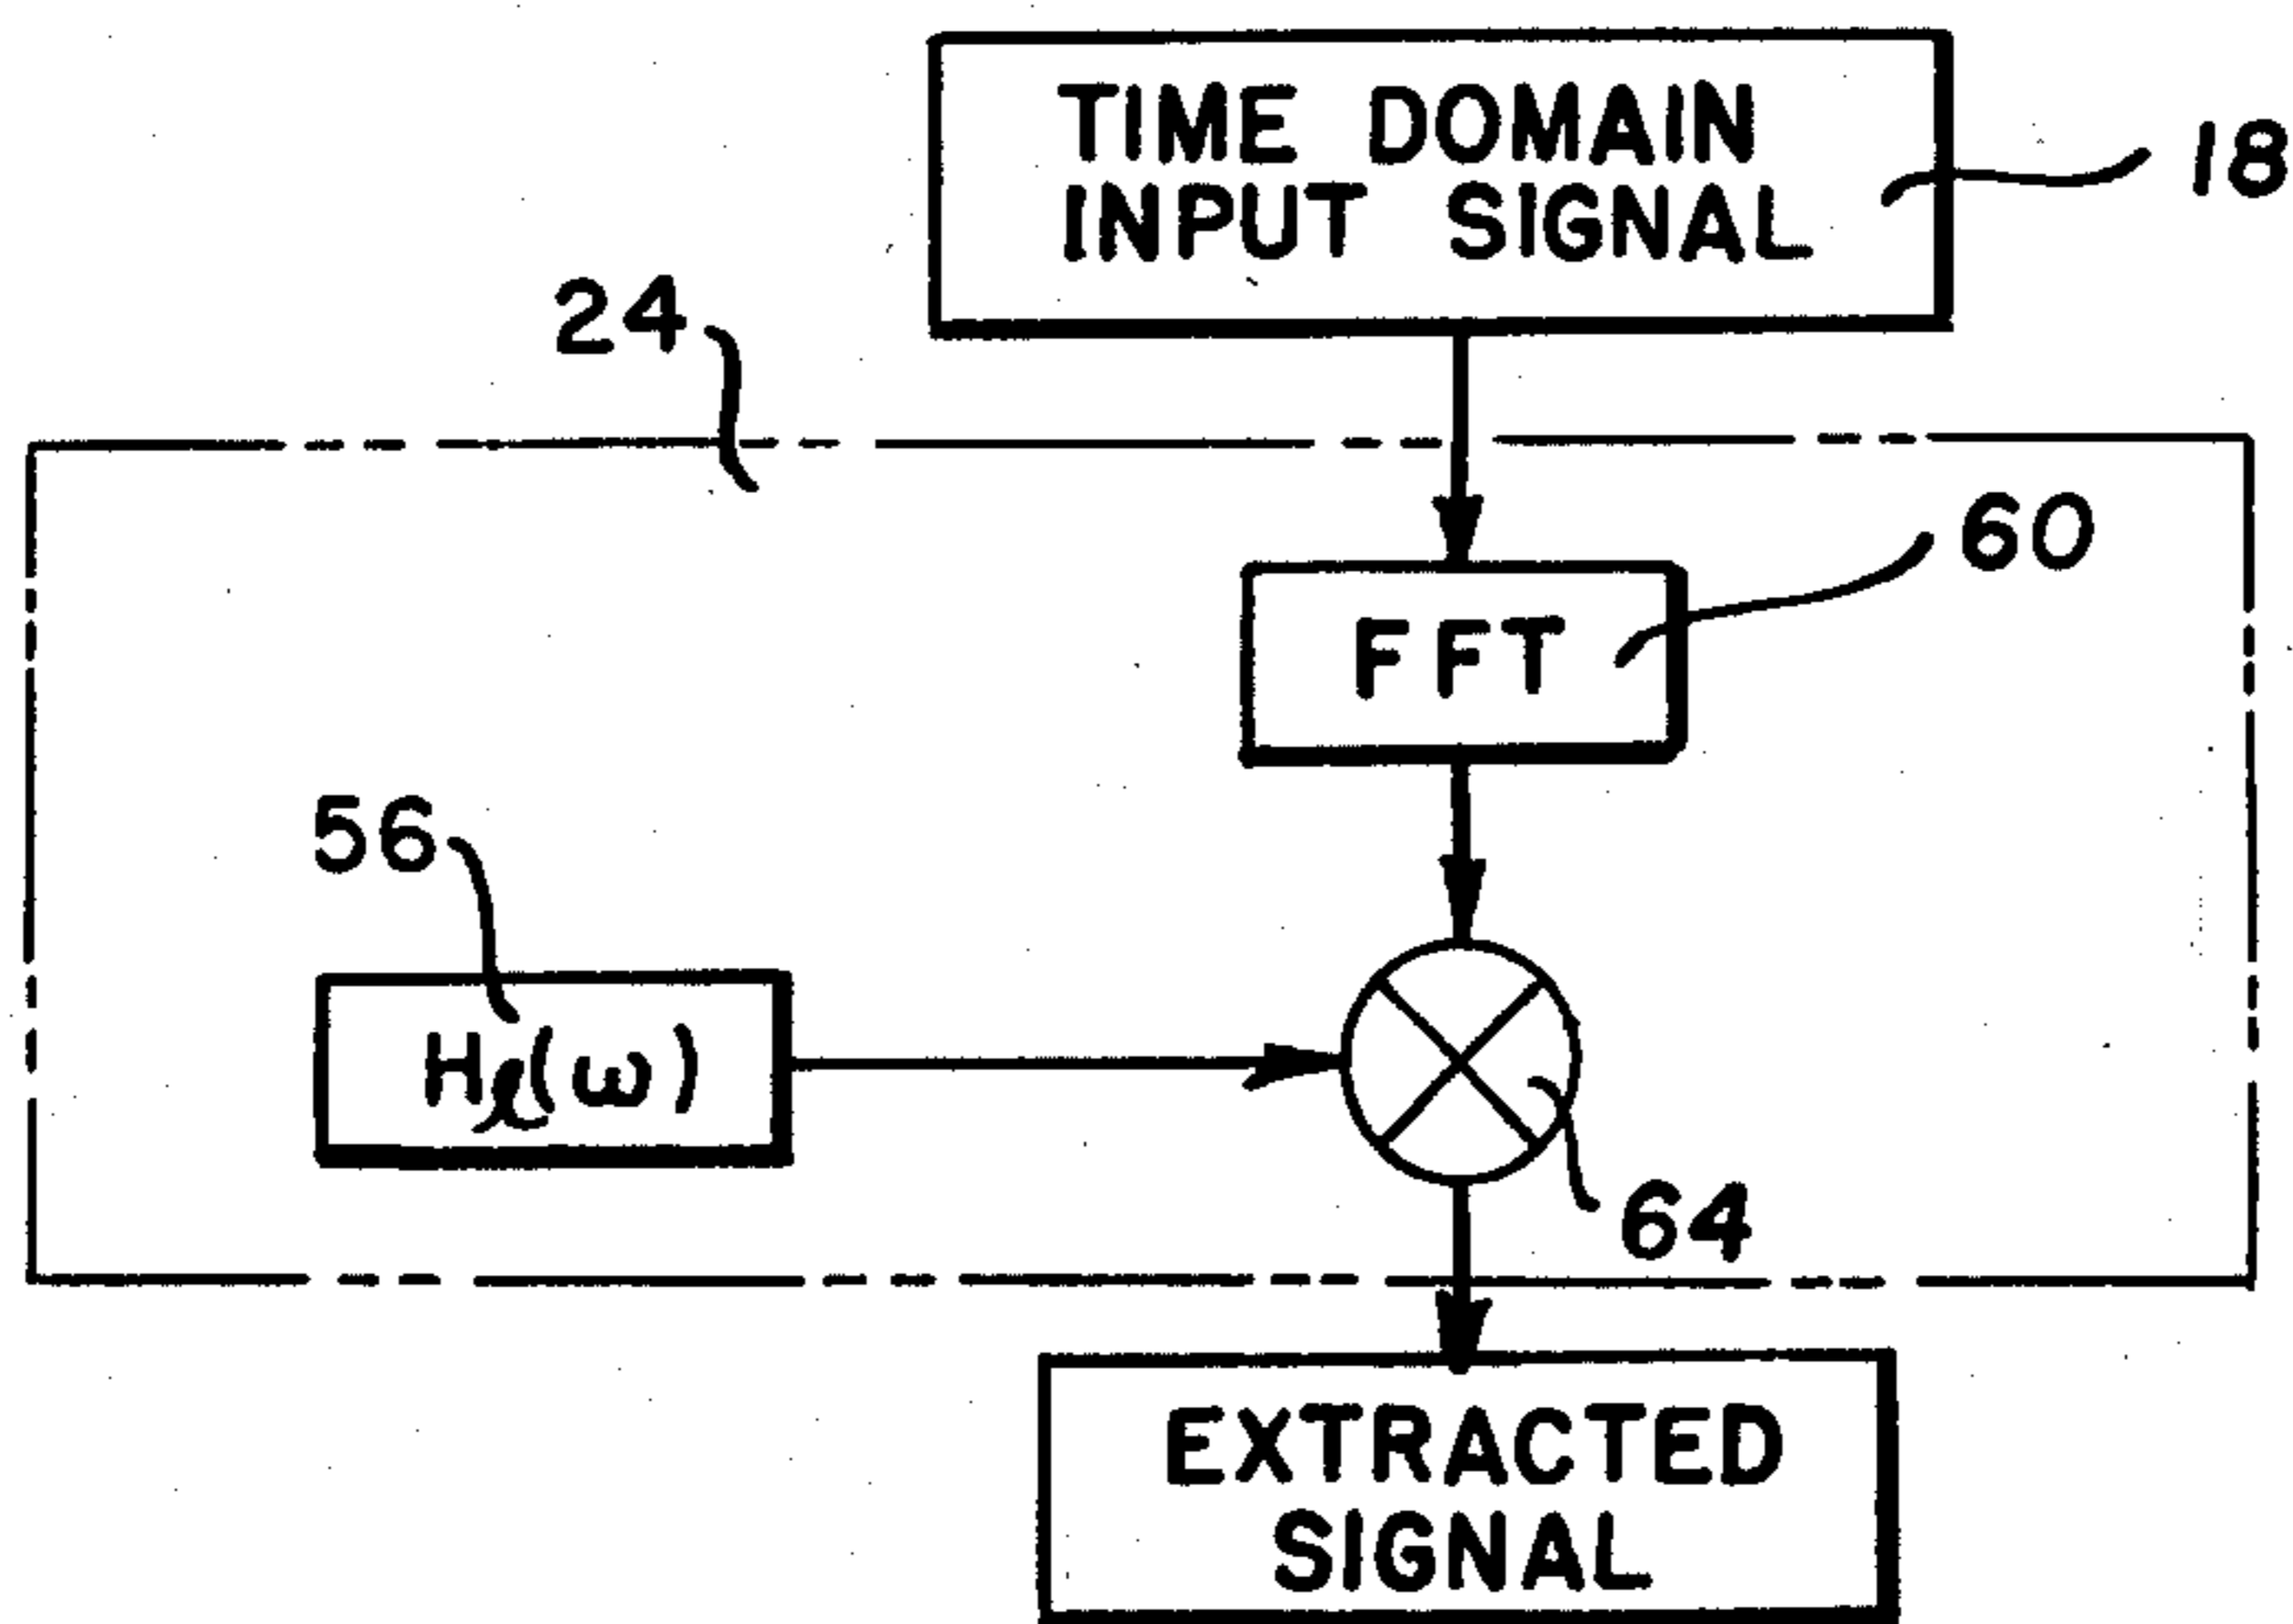 TIME DOMAIN
INPUT SIGNAL
18
24
60
FFT
56
Hℓ(ω)
64
EXTRACTED
SIGNAL